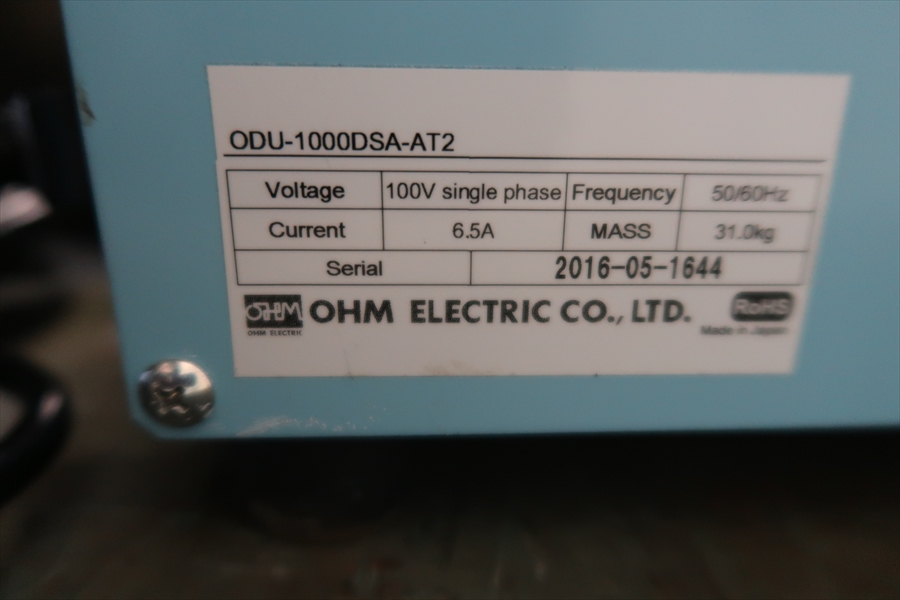 ODU-1000DSA-AT2
Voltage 100V single phase Frequency 50/60Hz
Current 6.5A MASS 31.0kg
Serial 2016-05-1644
OHM OHM ELECTRIC CO., LTD. RoHS
OHM ELECTRIC Made in Japan